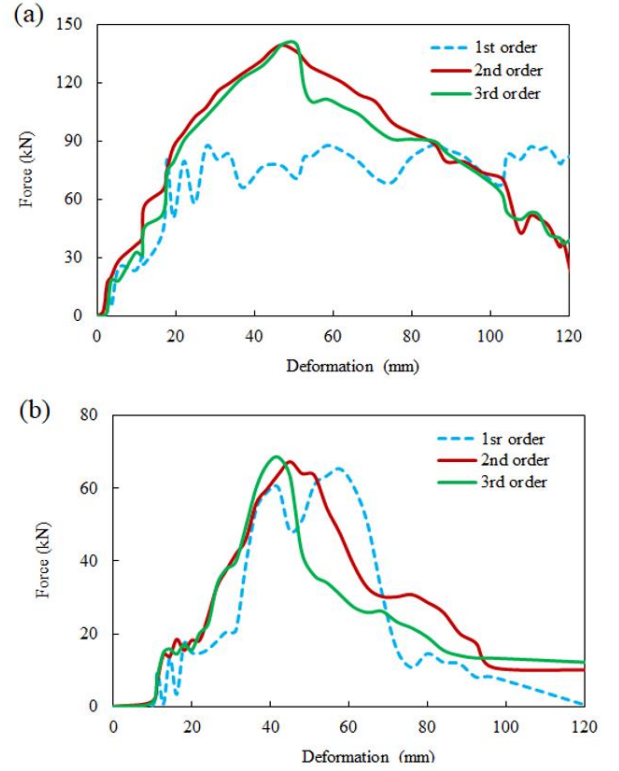 (a)
150
120
90
60
30
0
Force (kN)
1st order
2nd order
3rd order
0 20 40 60 80 100 120
Deformation (mm)
(b)
80
60
40
20
0
Force (kN)
1sr order
2nd order
3rd order
0 20 40 60 80 100 120
Deformation (mm)